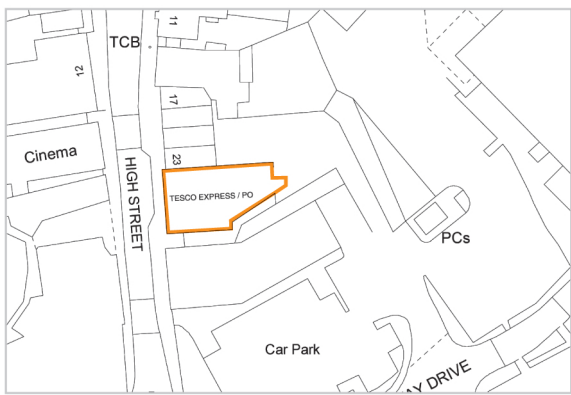 11
TCB
12
17
Cinema
23
HIGH STREET
TESCO EXPRESS / PO
PCs
Car Park
AY DRIVE